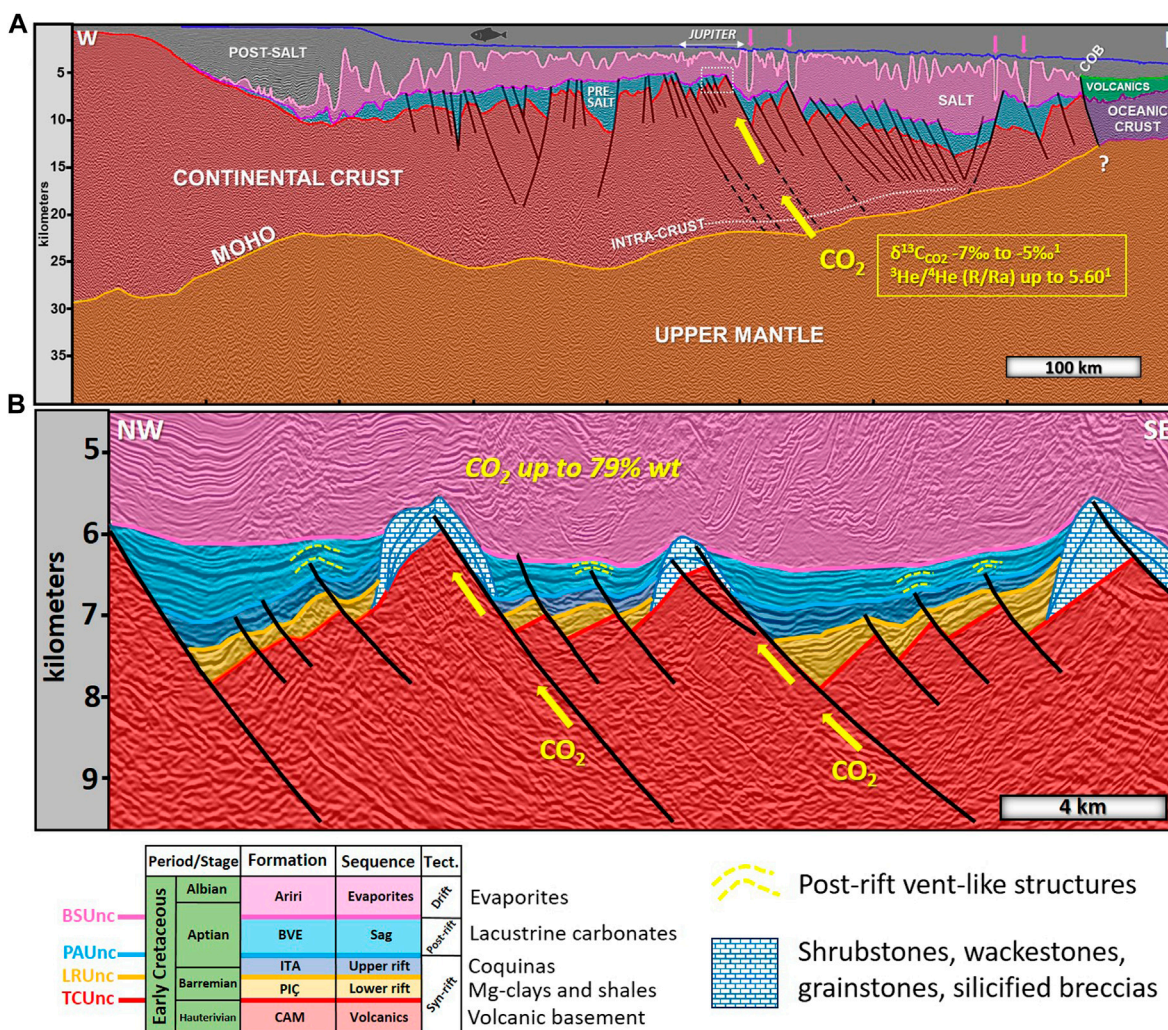 A
W
POST-SALT
JUPITER
COB
5
10
15
20
25
30
35
kilometers
PRE-
SALT
SALT
VOLCANICS
OCEANIC
CRUST
?
CONTINENTAL CRUST
MOHO
INTRA-CRUST
CO2
δ13CCO2 -7‰ to -5‰1
3He/4He (R/Ra) up to 5.601
UPPER MANTLE
100 km
B
NW
SE
CO2 up to 79% wt
5
6
7
8
9
kilometers
CO2
CO2
4 km
Period/Stage Formation Sequence Tect.
Early Cretaceous
Albian Ariri Evaporites Drift Evaporites
BSUnc
Aptian BVE Sag Post-rift Lacustrine carbonates
PAUnc
ITA Upper rift Syn-rift Coquinas
LRUnc
Barremian PIÇ Lower rift Mg-clays and shales
TCUnc
Hauterivian CAM Volcanics Volcanic basement
Post-rift vent-like structures
Shrubstones, wackestones,
grainstones, silicified breccias